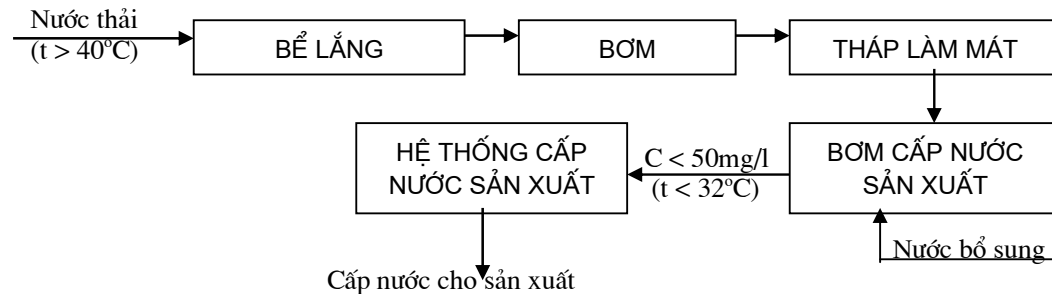 Nước thải
(t > 40°C)
BỂ LẮNG
BƠM
THÁP LÀM MÁT
HỆ THỐNG CẤP
NƯỚC SẢN XUẤT
C < 50mg/l
(t < 32°C)
BƠM CẤP NƯỚC
SẢN XUẤT
Nước bổ sung
Cấp nước cho sản xuất